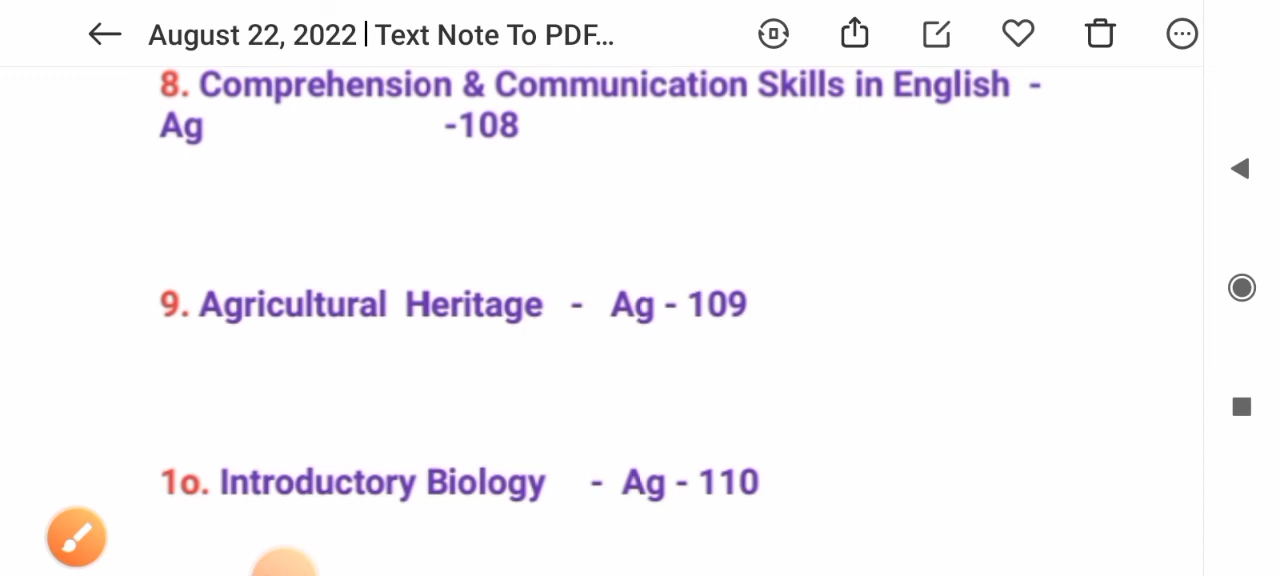 August 22, 2022 | Text Note To PDF...
8. Comprehension & Communication Skills in English -
Ag -108
9. Agricultural Heritage - Ag - 109
1o. Introductory Biology - Ag - 110